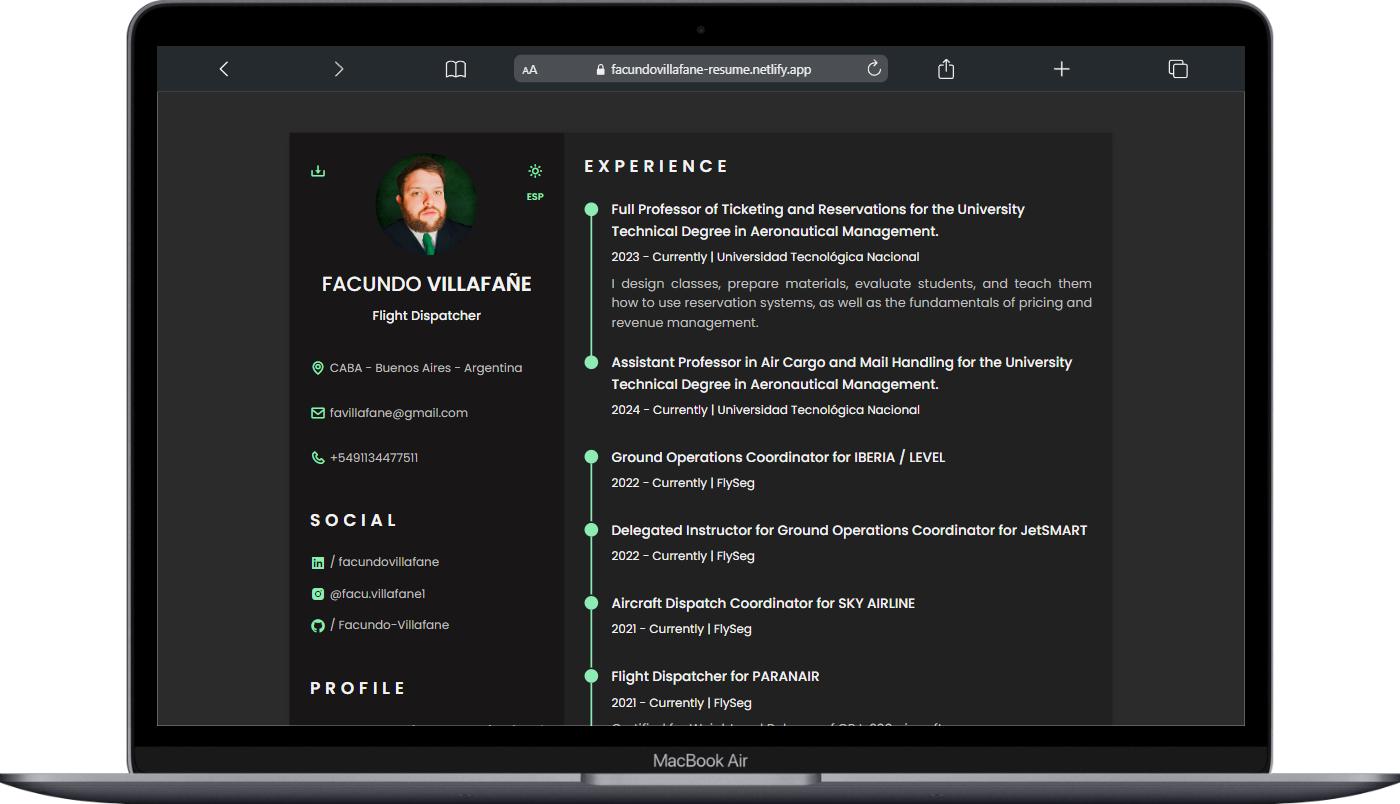 AA
facundovillafane-resume.netlify.app
ESP
FACUNDO VILLAFAÑE
Flight Dispatcher
CABA - Buenos Aires - Argentina
favillafane@gmail.com
+5491134477511
SOCIAL
/ facundovillafane
@facu.villafane1
/ Facundo-Villafane
PROFILE
EXPERIENCE
Full Professor of Ticketing and Reservations for the University
Technical Degree in Aeronautical Management.
2023 - Currently | Universidad Tecnológica Nacional
I design classes, prepare materials, evaluate students, and teach them
how to use reservation systems, as well as the fundamentals of pricing and
revenue management.
Assistant Professor in Air Cargo and Mail Handling for the University
Technical Degree in Aeronautical Management.
2024 - Currently | Universidad Tecnológica Nacional
Ground Operations Coordinator for IBERIA / LEVEL
2022 - Currently | FlySeg
Delegated Instructor for Ground Operations Coordinator for JetSMART
2022 - Currently | FlySeg
Aircraft Dispatch Coordinator for SKY AIRLINE
2021 - Currently | FlySeg
Flight Dispatcher for PARANAIR
2021 - Currently | FlySeg
MacBook Air